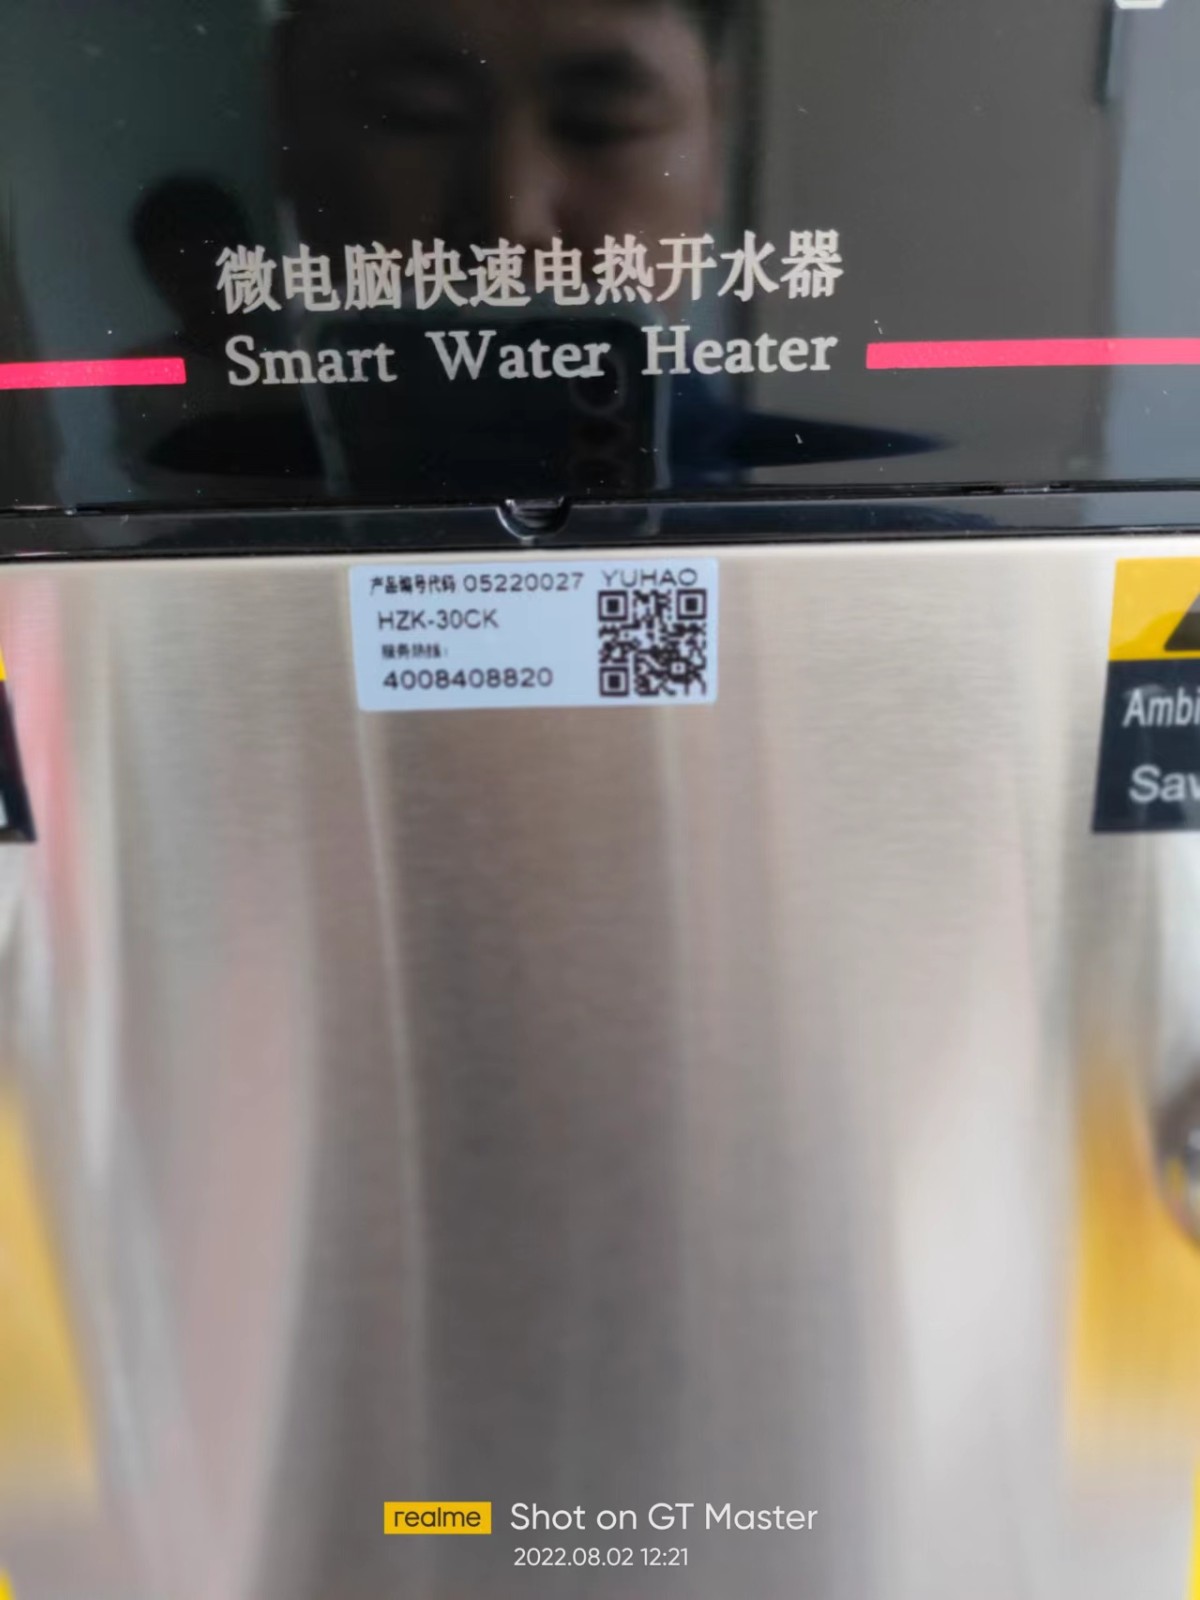 微电脑快速电热开水器
Smart Water Heater
产品编号代码 05220027 YUHAO
HZK-30CK
服务热线:
4008408820
Ambi
Sav
realme Shot on GT Master
2022.08.02 12:21